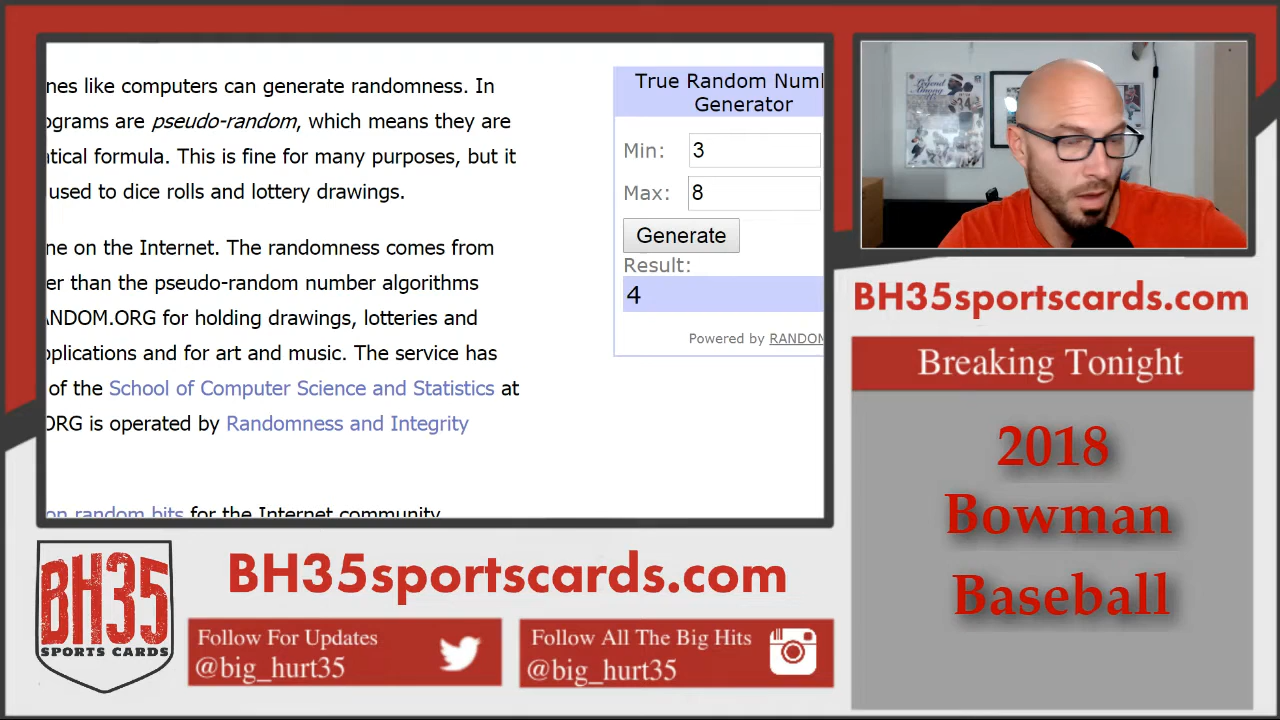 nes like computers can generate randomness. In
ograms are pseudo-random, which means they are
tical formula. This is fine for many purposes, but it
used to dice rolls and lottery drawings.
ne on the Internet. The randomness comes from
er than the pseudo-random number algorithms
ANDOM.ORG for holding drawings, lotteries and
pplications and for art and music. The service has
of the School of Computer Science and Statistics at
ORG is operated by Randomness and Integrity
on random bits for the Internet community
True Random Numb
Generator
Min: 3
Max: 8
Generate
Result:
4
Powered by RANDOM
BH35sportscards.com
Breaking Tonight
2018
Bowman
Baseball
BH35
SPORTS CARDS
BH35sportscards.com
Follow For Updates
@big_hurt35
Follow All The Big Hits
@big_hurt35